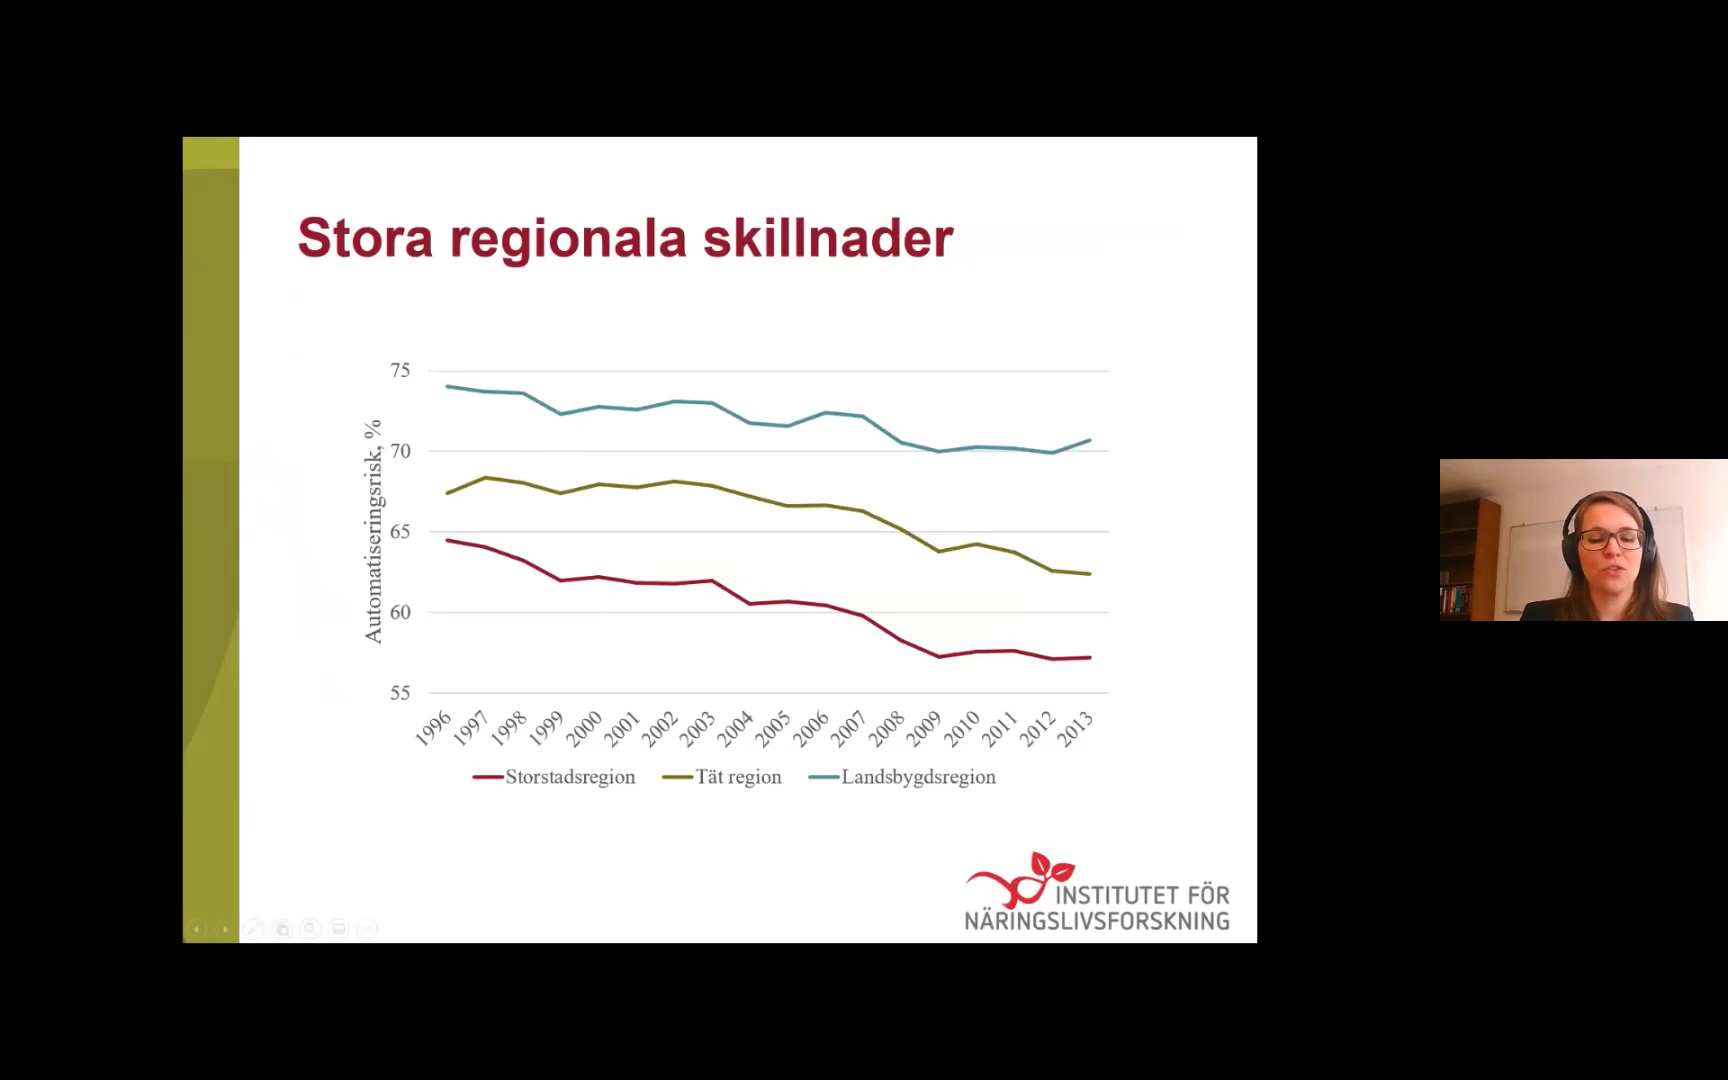 Stora regionala skillnader
Automatiseringsrisk, %
75
70
65
60
55
1996 1997 1998 1999 2000 2001 2002 2003 2004 2005 2006 2007 2008 2009 2010 2011 2012 2013
Storstadsregion Tät region Landsbygdsregion
INSTITUTET FÖR
NÄRINGSLIVSFORSKNING